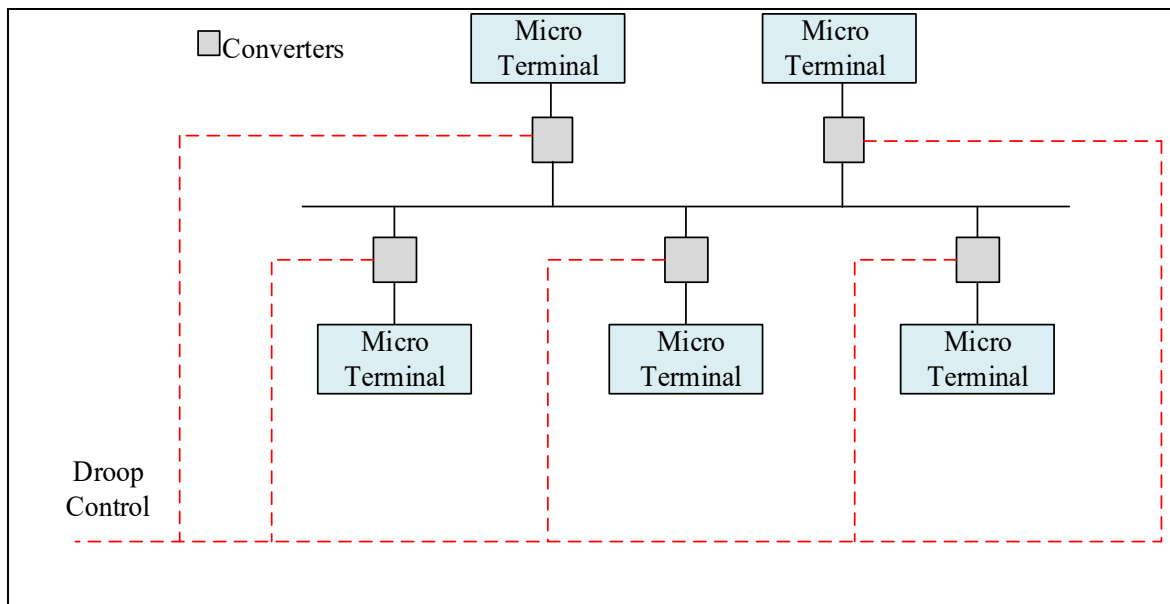 Converters
Micro
Terminal
Micro
Terminal
Micro
Terminal
Micro
Terminal
Micro
Terminal
Droop
Control